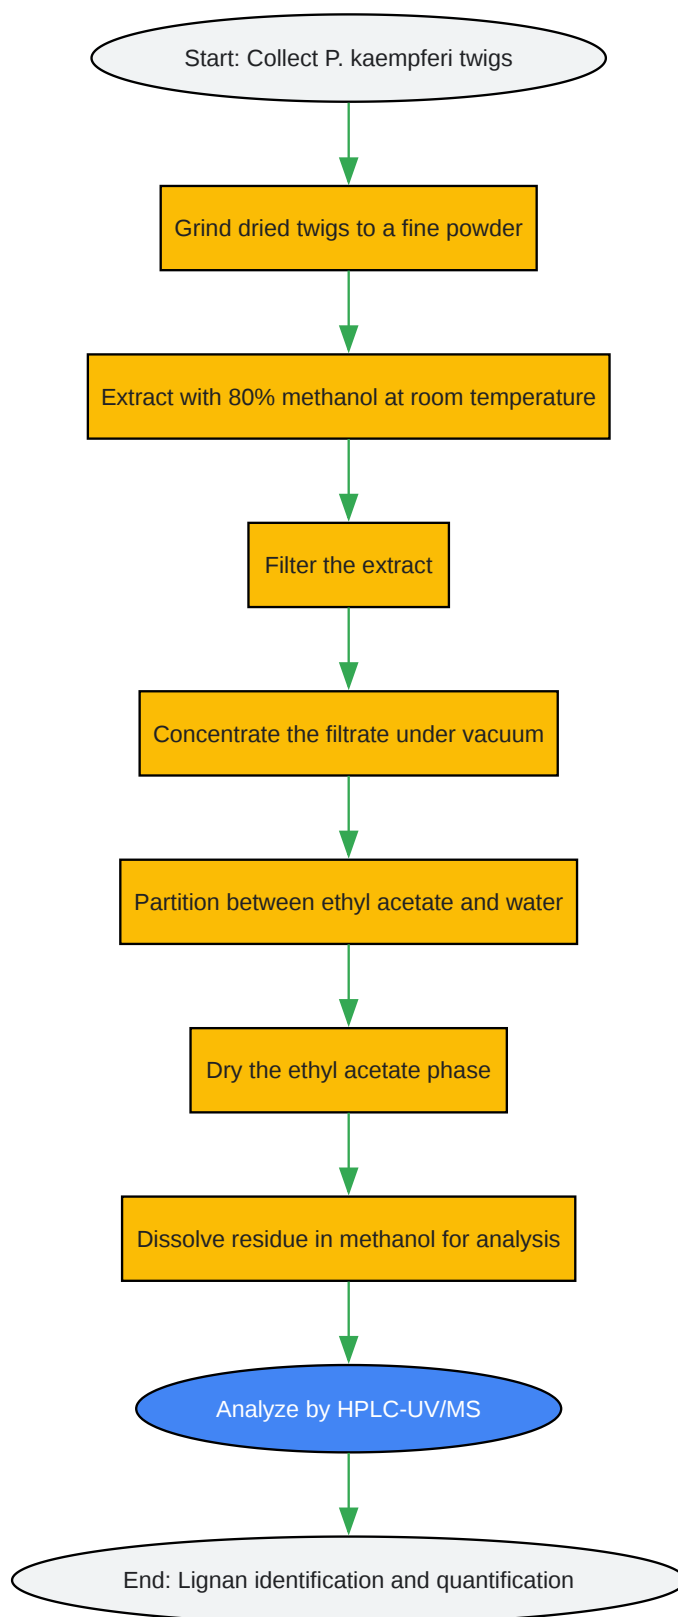 Start: Collect P. kaempferi twigs
Grind dried twigs to a fine powder
Extract with 80% methanol at room temperature
Filter the extract
Concentrate the filtrate under vacuum
Partition between ethyl acetate and water
Dry the ethyl acetate phase
Dissolve residue in methanol for analysis
Analyze by HPLC-UV/MS
End: Lignan identification and quantification